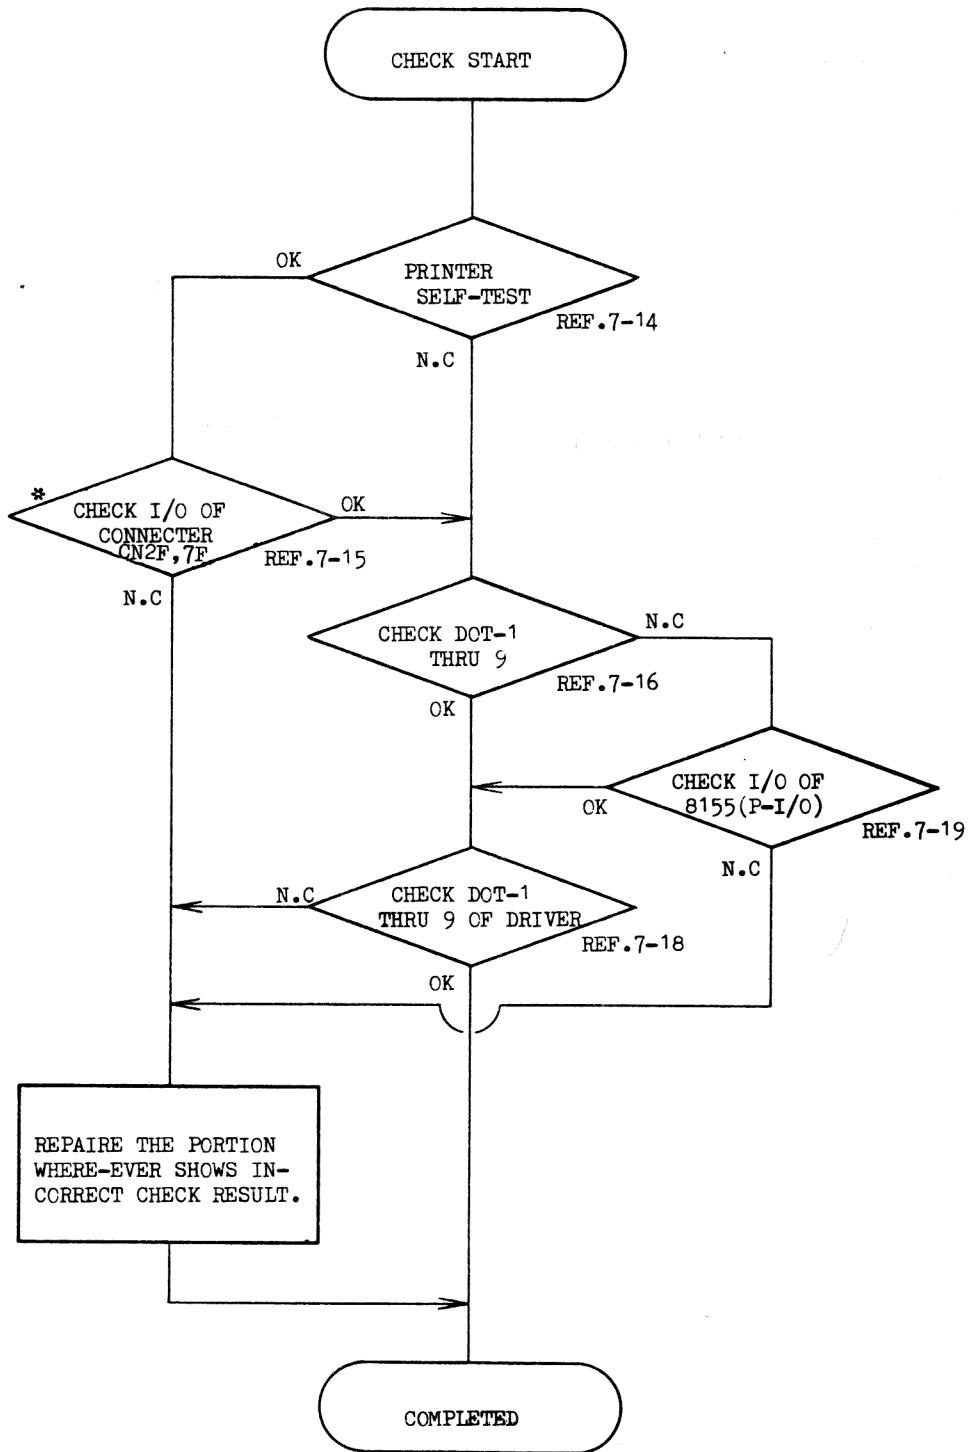 CHECK START
OK
PRINTER
SELF-TEST
REF.7-14
N.C
*
CHECK I/O OF
CONNECTER
CN2F,7F
OK
REF.7-15
N.C
CHECK DOT-1
THRU 9
N.C
REF.7-16
OK
CHECK I/O OF
8155(P-I/O)
OK
REF.7-19
N.C
N.C
CHECK DOT-1
THRU 9 OF DRIVER
REF.7-18
OK
REPAIRE THE PORTION
WHERE-EVER SHOWS IN-
CORRECT CHECK RESULT.
COMPLETED